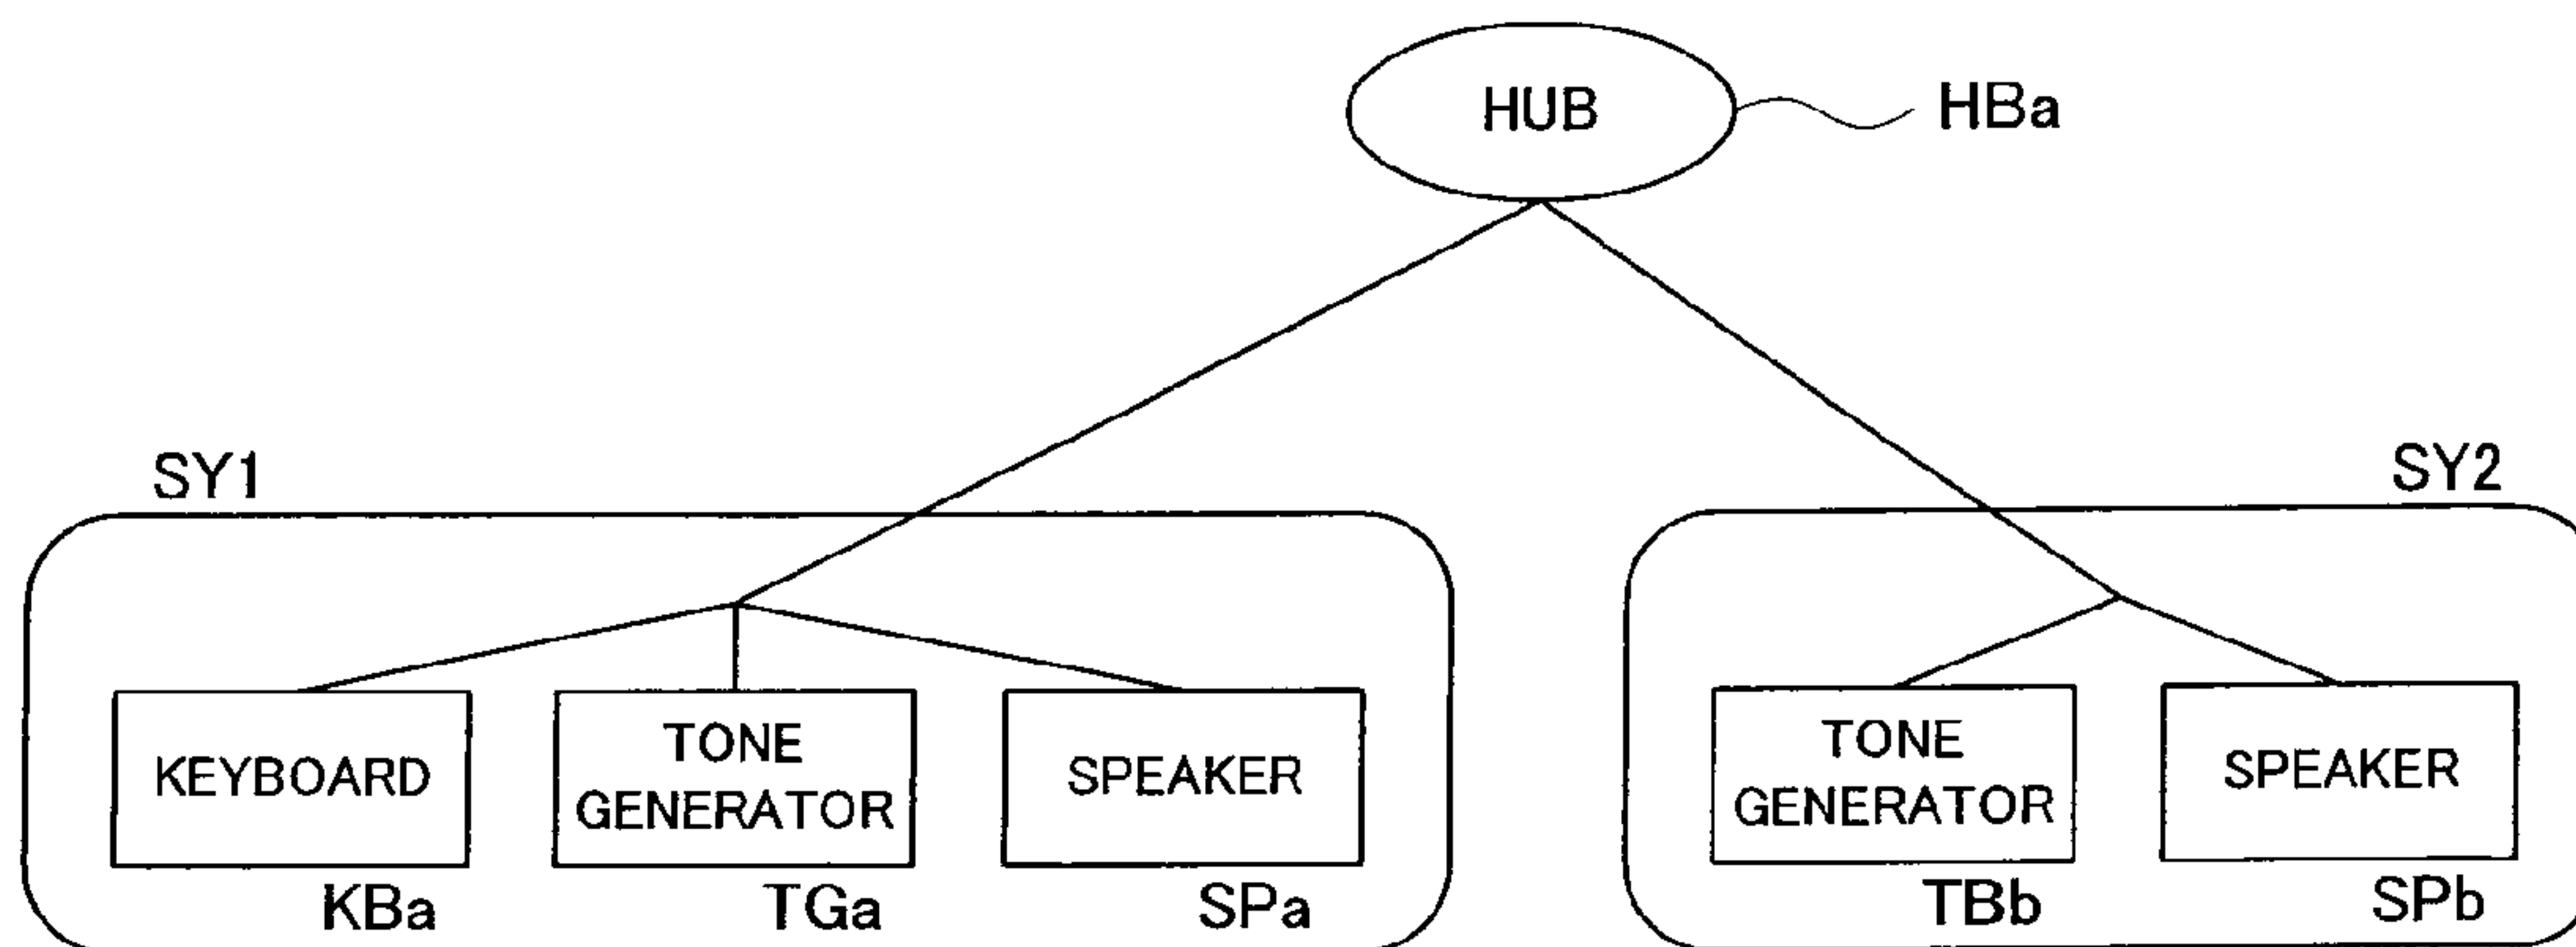 HUB
HBa
SY1
SY2
KEYBOARD
TONE
GENERATOR
SPEAKER
TONE
GENERATOR
SPEAKER
KBa
TGa
SPa
TBb
SPb